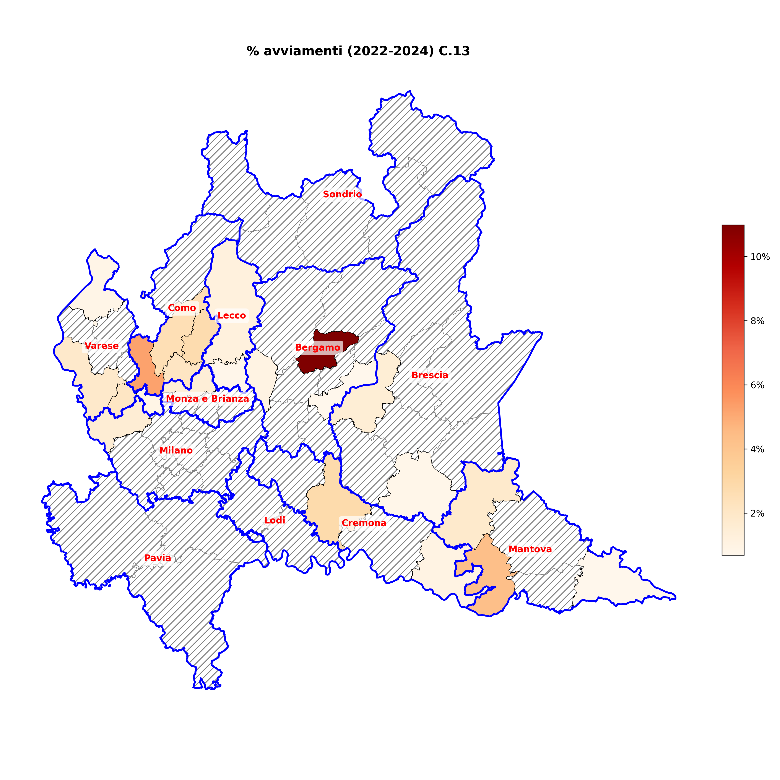 % avviamenti (2022-2024) C.13
Sondrio
10%
8%
6%
4%
2%
Como
Lecco
Varese
Bergamo
Brescia
Monza e Brianza
Milano
Lodi
Cremona
Mantova
Pavia